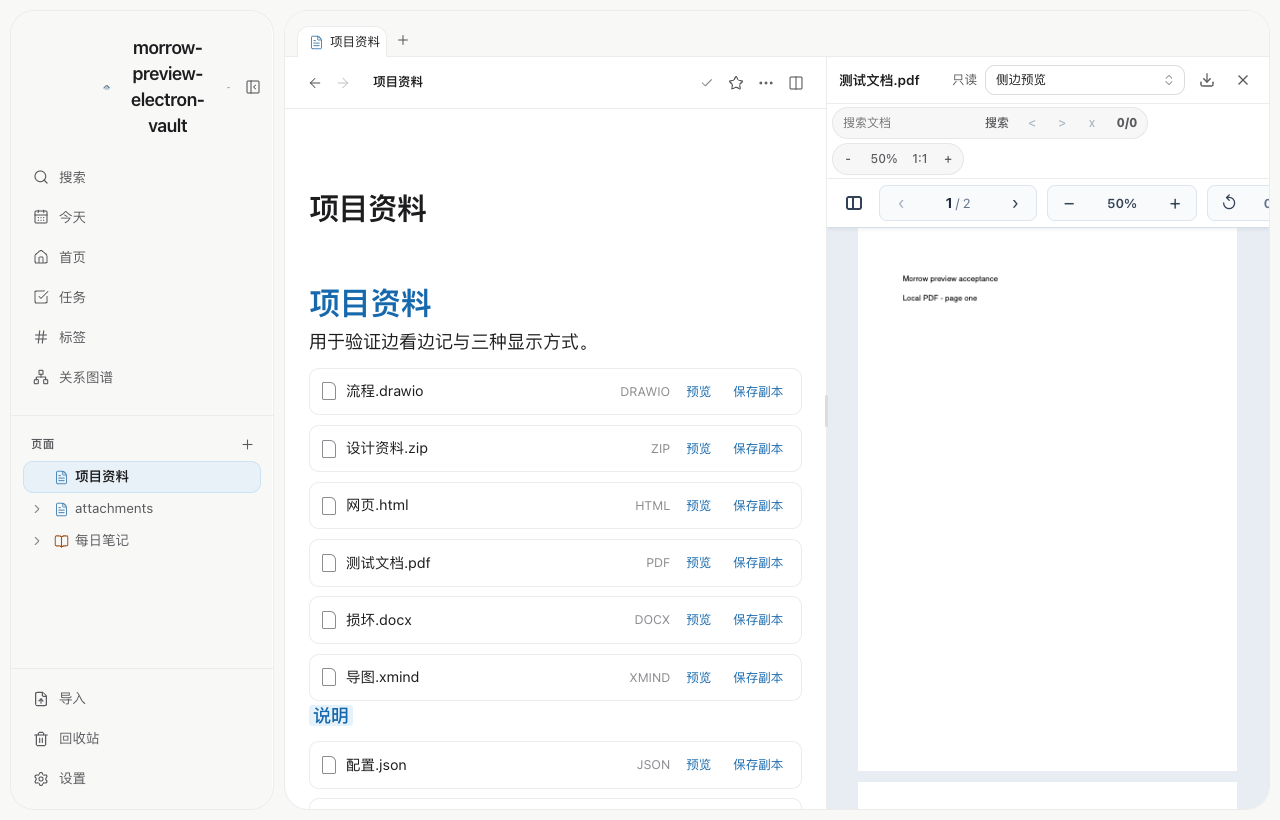 morrow-
preview-
electron-
vault
搜索
今天
首页
任务
标签
关系图谱
页面
项目资料
attachments
每日笔记
导入
回收站
设置
项目资料
项目资料
项目资料
项目资料
用于验证边看边记与三种显示方式。
流程.drawio DRAWIO 预览 保存副本
设计资料.zip ZIP 预览 保存副本
网页.html HTML 预览 保存副本
测试文档.pdf PDF 预览 保存副本
损坏.docx DOCX 预览 保存副本
导图.xmind XMIND 预览 保存副本
说明
配置.json JSON 预览 保存副本
测试文档.pdf 只读 侧边预览
搜索文档 搜索 < > x 0/0
- 50% 1:1 +
‹ 1 / 2 › − 50% +
Morrow preview acceptance
Local PDF - page one